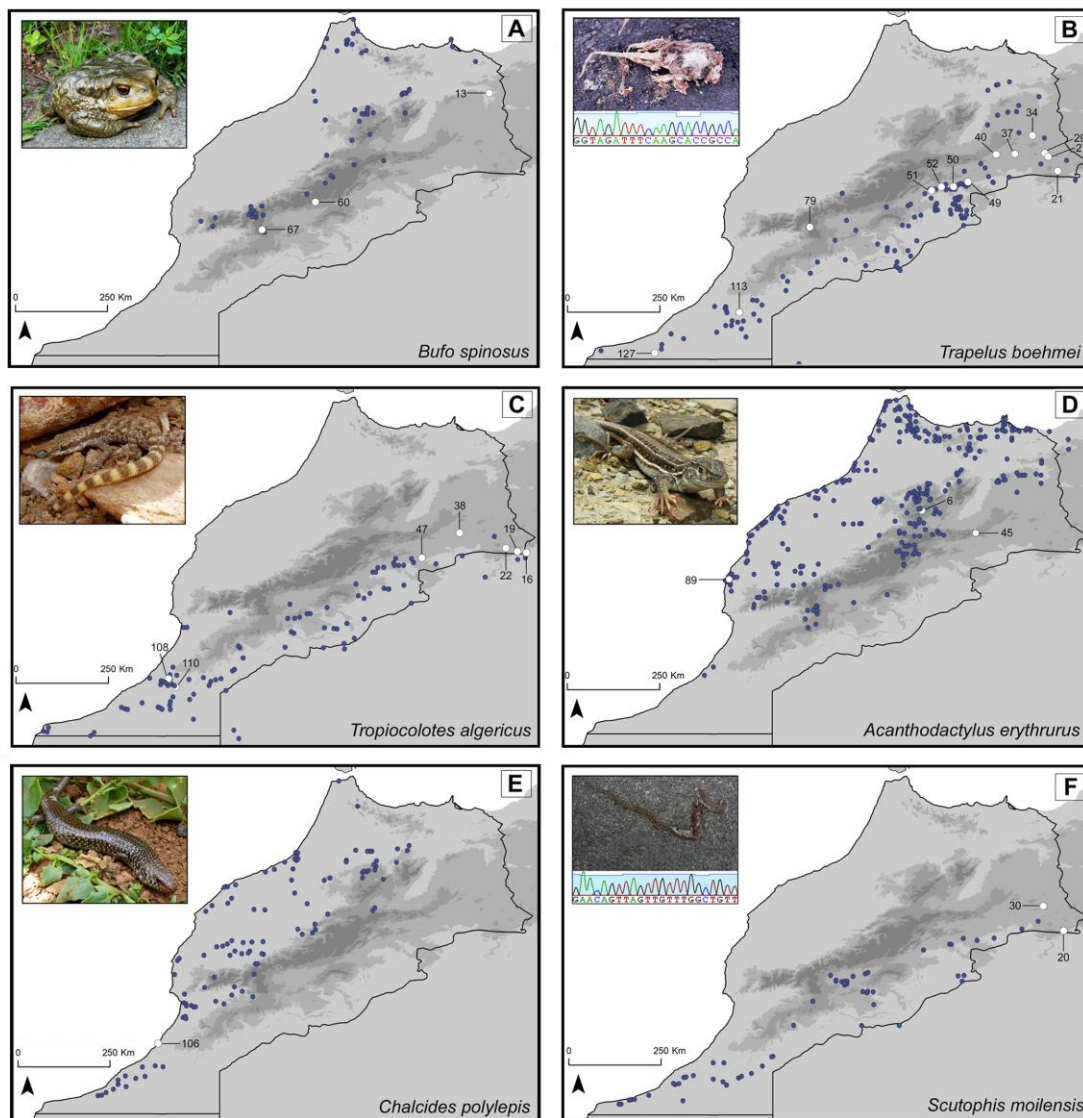 A
13
60
67
0
250 Km
Bufo spinosus
B
GGTAGATTTCAAGCACCGCCA
34
40
37
29
52
50
51
21
49
79
113
0
250 Km
127
Trapelus boehmei
C
38
47
19
22
16
108
110
0
250 Km
Tropiocolotes algericus
D
6
45
89
0
250 Km
Acanthodactylus erythrurus
E
106
0
250 Km
Chalcides polylepis
F
GAACAGTTAGTTGTTTGGCTGTT
30
20
0
250 Km
Scutophis moilensis